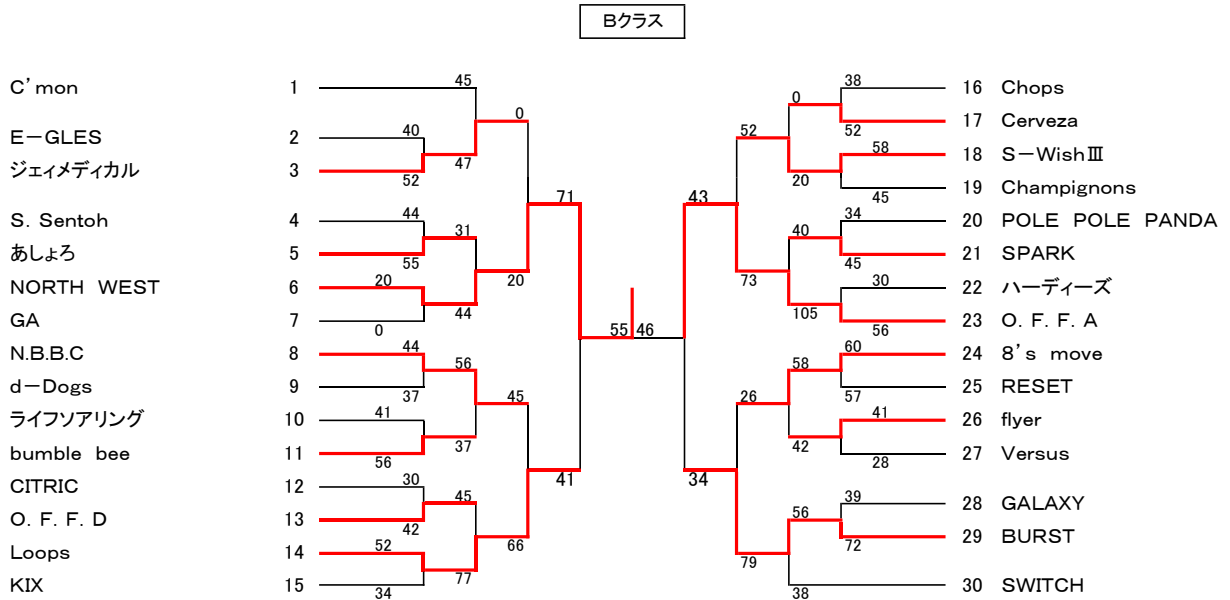 Bクラス
C'mon 1 45 38 16 Chops
0 0
40 52 52 17 Cerveza
E－GLES 2 58 18 S－WishⅢ
ジェィメディカル 3 52 47 20 45 19 Champignons
71 43
S. Sentoh 4 44 34 20 POLE POLE PANDA
31 40
あしょろ 5 55 45 21 SPARK
NORTH WEST 6 20 20 73 30 22 ハーディーズ
GA 7 0 44 105 56 23 O. F. F. A
55 46
N.B.B.C 8 44 60 24 8's move
56 58
d－Dogs 9 37 45 26 57 25 RESET
ライフソアリング 10 41 41 26 flyer
bumble bee 11 56 37 42 28 27 Versus
41 34
CITRIC 12 30 39 28 GALAXY
45 56
O. F. F. D 13 42 72 29 BURST
Loops 14 52 66 79
KIX 15 34 77 38 30 SWITCH